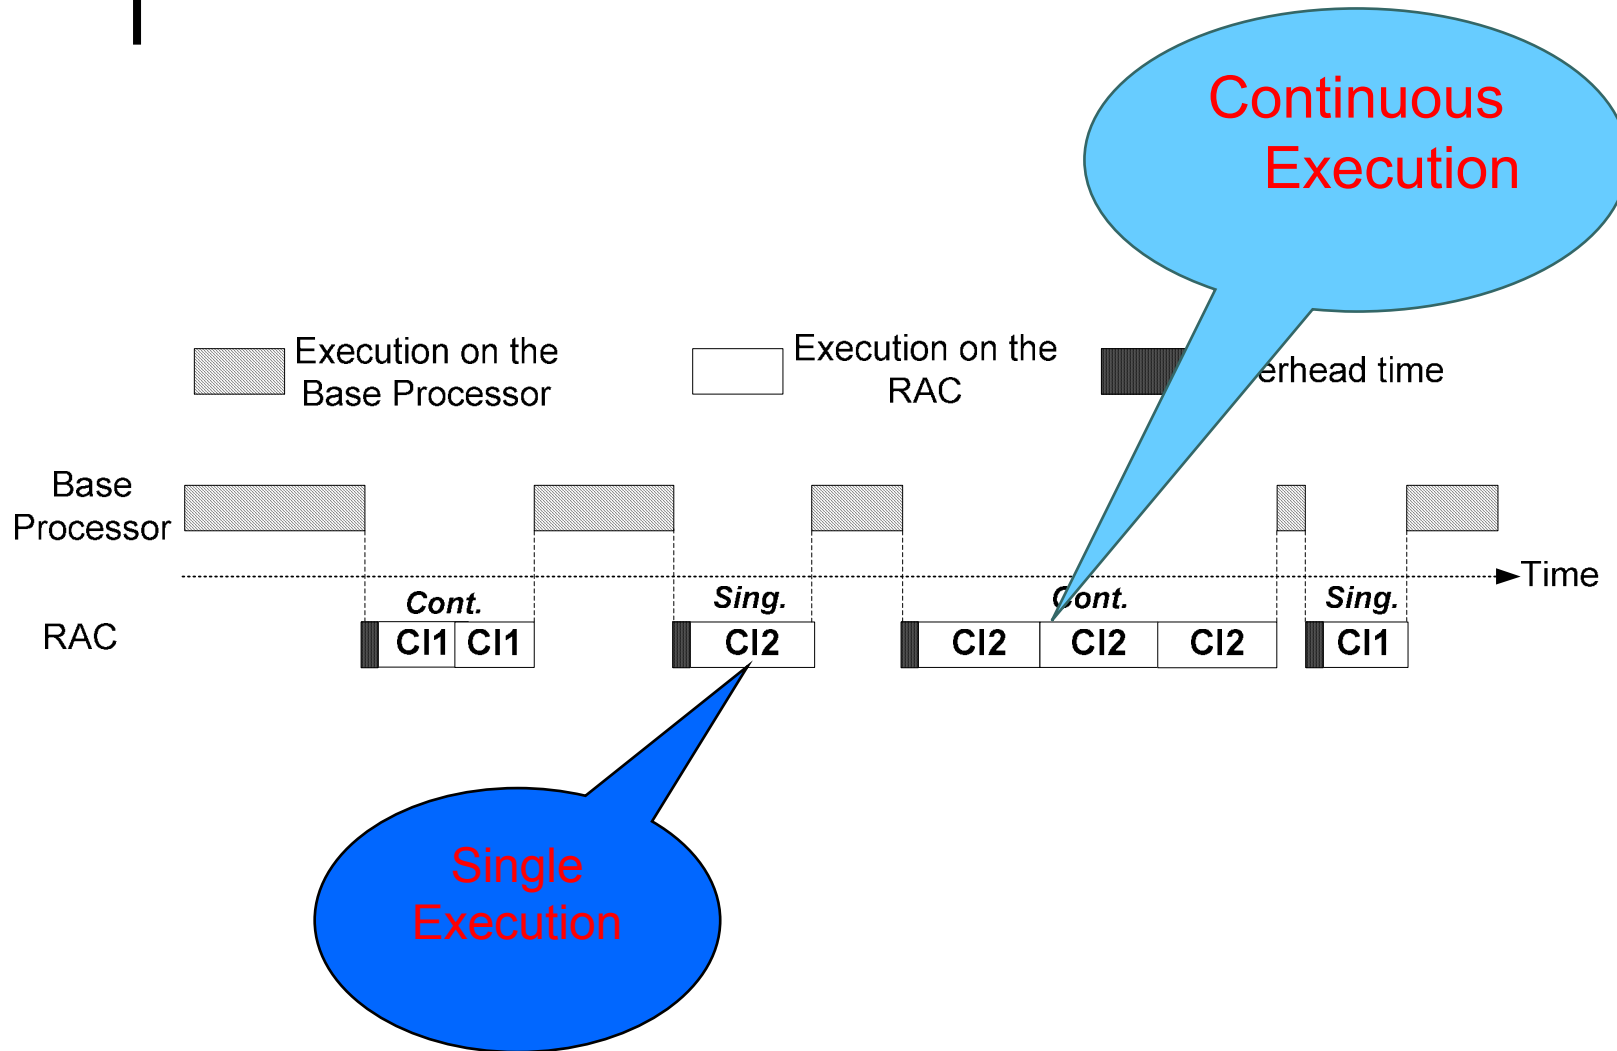 Continuous
Execution
Execution on the
Base Processor
Execution on the
RAC
erhead time
Base
Processor
Time
Cont.
Sing.
Cont.
Sing.
RAC
CI1
CI1
CI2
CI2
CI2
CI2
CI1
Single
Execution